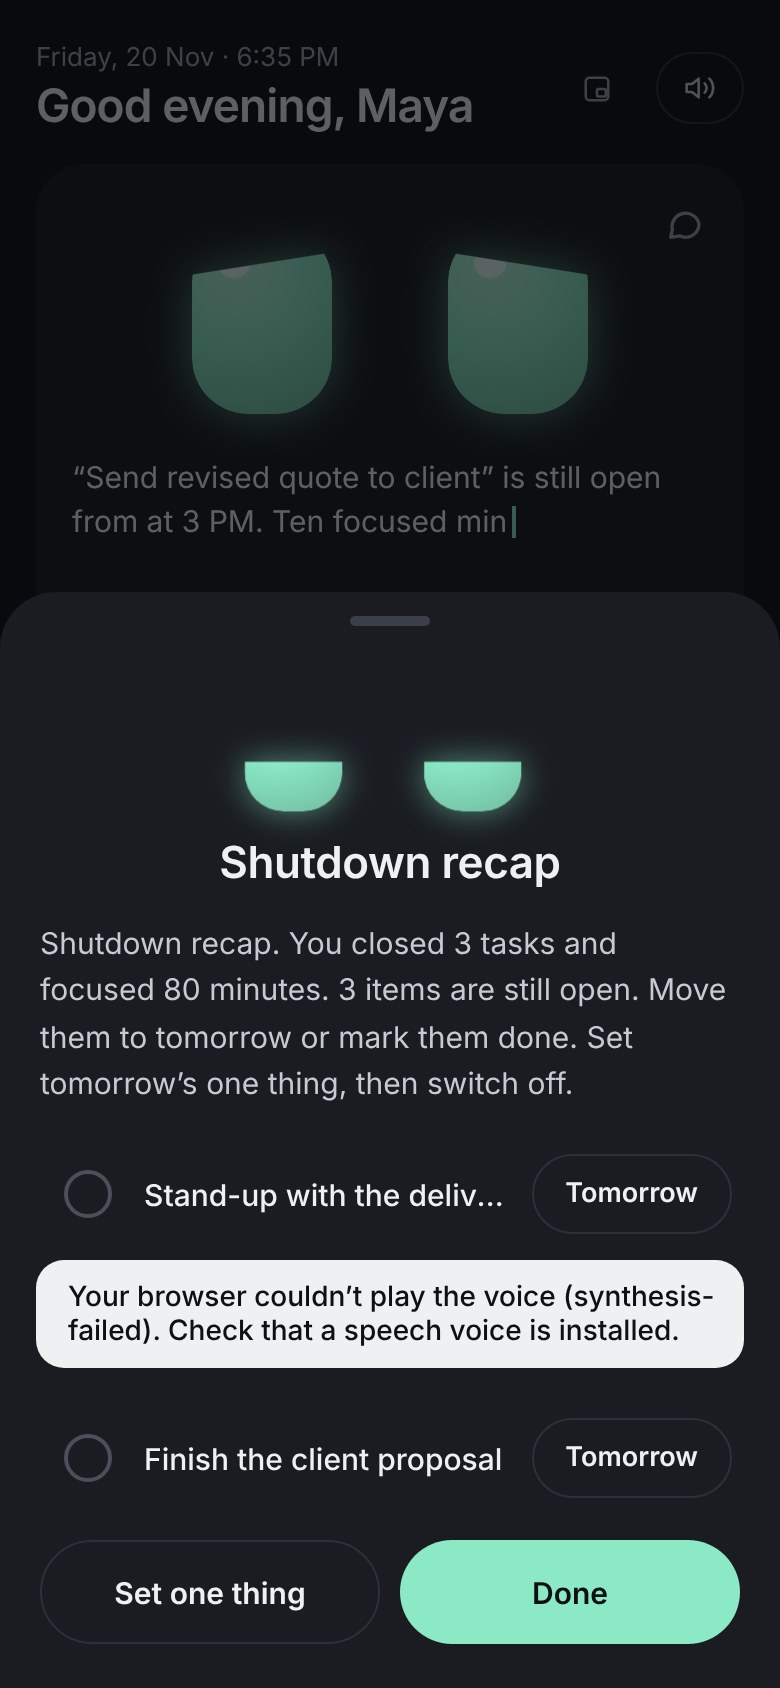 Friday, 20 Nov · 6:35 PM
Good evening, Maya
“Send revised quote to client” is still open
from at 3 PM. Ten focused min
Shutdown recap
Shutdown recap. You closed 3 tasks and
focused 80 minutes. 3 items are still open. Move
them to tomorrow or mark them done. Set
tomorrow’s one thing, then switch off.
Stand-up with the deliv...
Tomorrow
Your browser couldn’t play the voice (synthesis-
failed). Check that a speech voice is installed.
Finish the client proposal
Tomorrow
Set one thing
Done